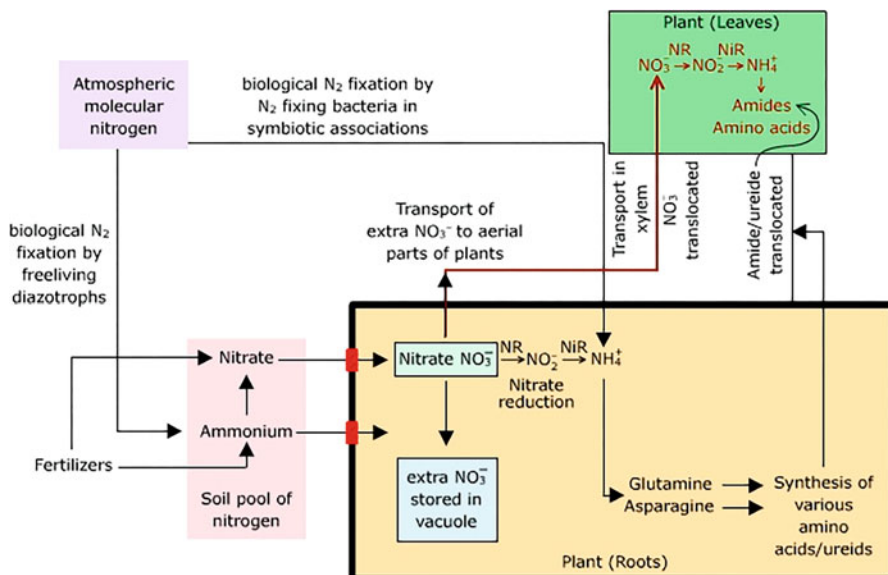 Plant (Leaves)
NR NiR
NO₃⁻→NO₂⁻→NH₄⁺
Amides
Amino acids
Atmospheric
molecular
nitrogen
biological N₂ fixation by
N₂ fixing bacteria in
symbiotic associations
biological N₂
fixation by
freeliving
diazotrophs
Transport of
extra NO₃⁻ to aerial
parts of plants
Transport in
xylem
NO₃⁻
translocated
Amide/ureide
translocated
Nitrate
Ammonium
Fertilizers
Soil pool of
nitrogen
NR NiR
Nitrate NO₃⁻ →NO₂⁻→NH₄⁺
Nitrate
reduction
extra NO₃⁻
stored in
vacuole
Glutamine
Asparagine
Synthesis of
various
amino
acids/ureids
Plant (Roots)